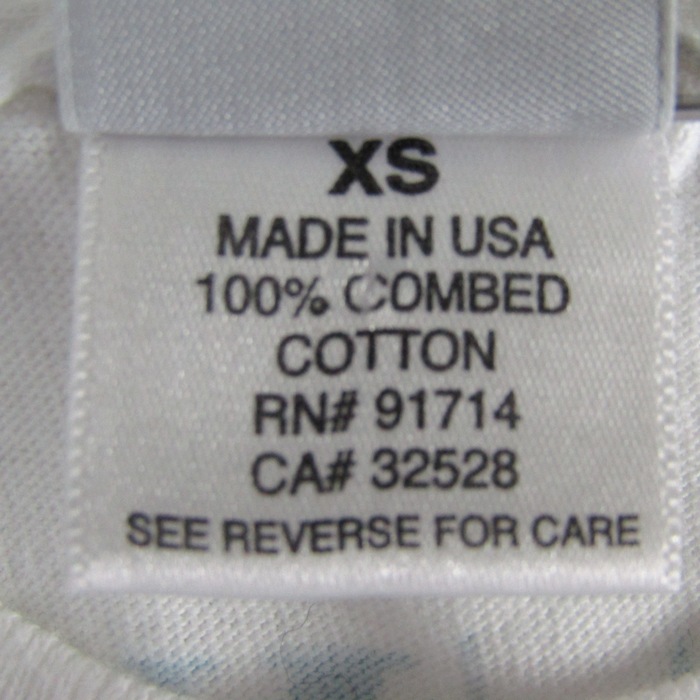 XS
MADE IN USA
100% COMBED
COTTON
RN# 91714
CA# 32528
SEE REVERSE FOR CARE